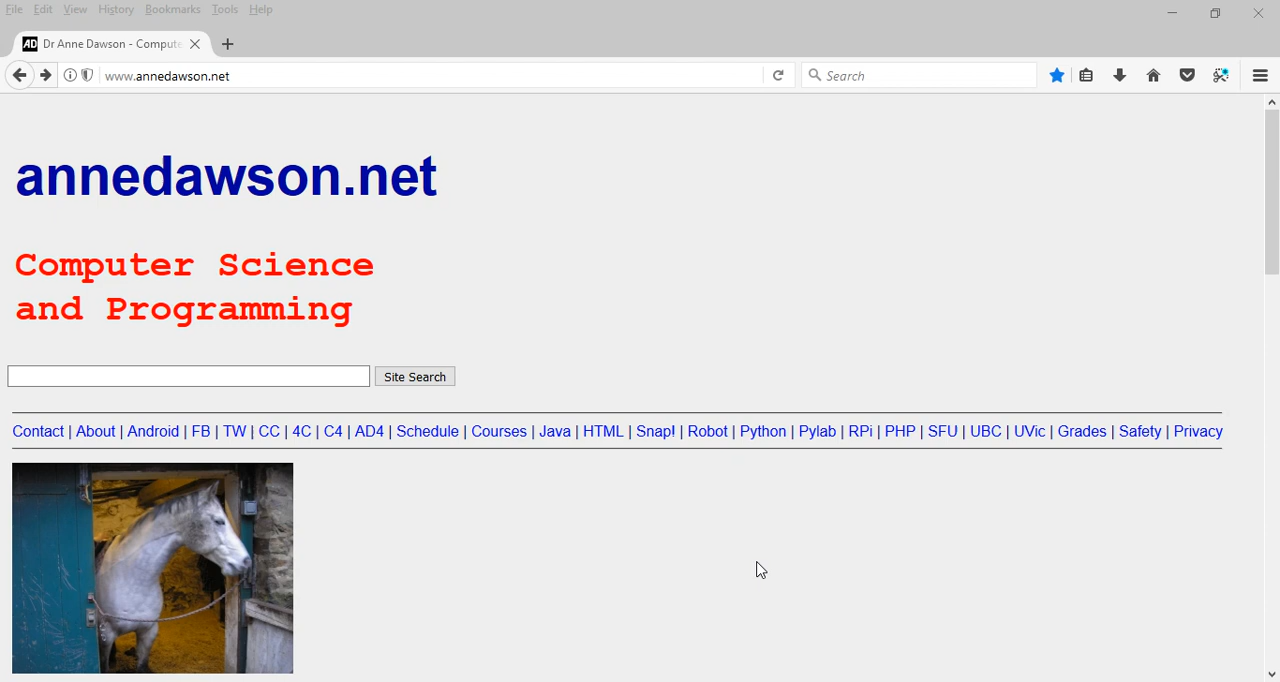 File Edit View History Bookmarks Tools Help
AD Dr Anne Dawson - Compute
www.annedawson.net
Search
annedawson.net
Computer Science
and Programming
Site Search
Contact | About | Android | FB | TW | CC | 4C | C4 | AD4 | Schedule | Courses | Java | HTML | Snap! | Robot | Python | Pylab | RPi | PHP | SFU | UBC | UVic | Grades | Safety | Privacy